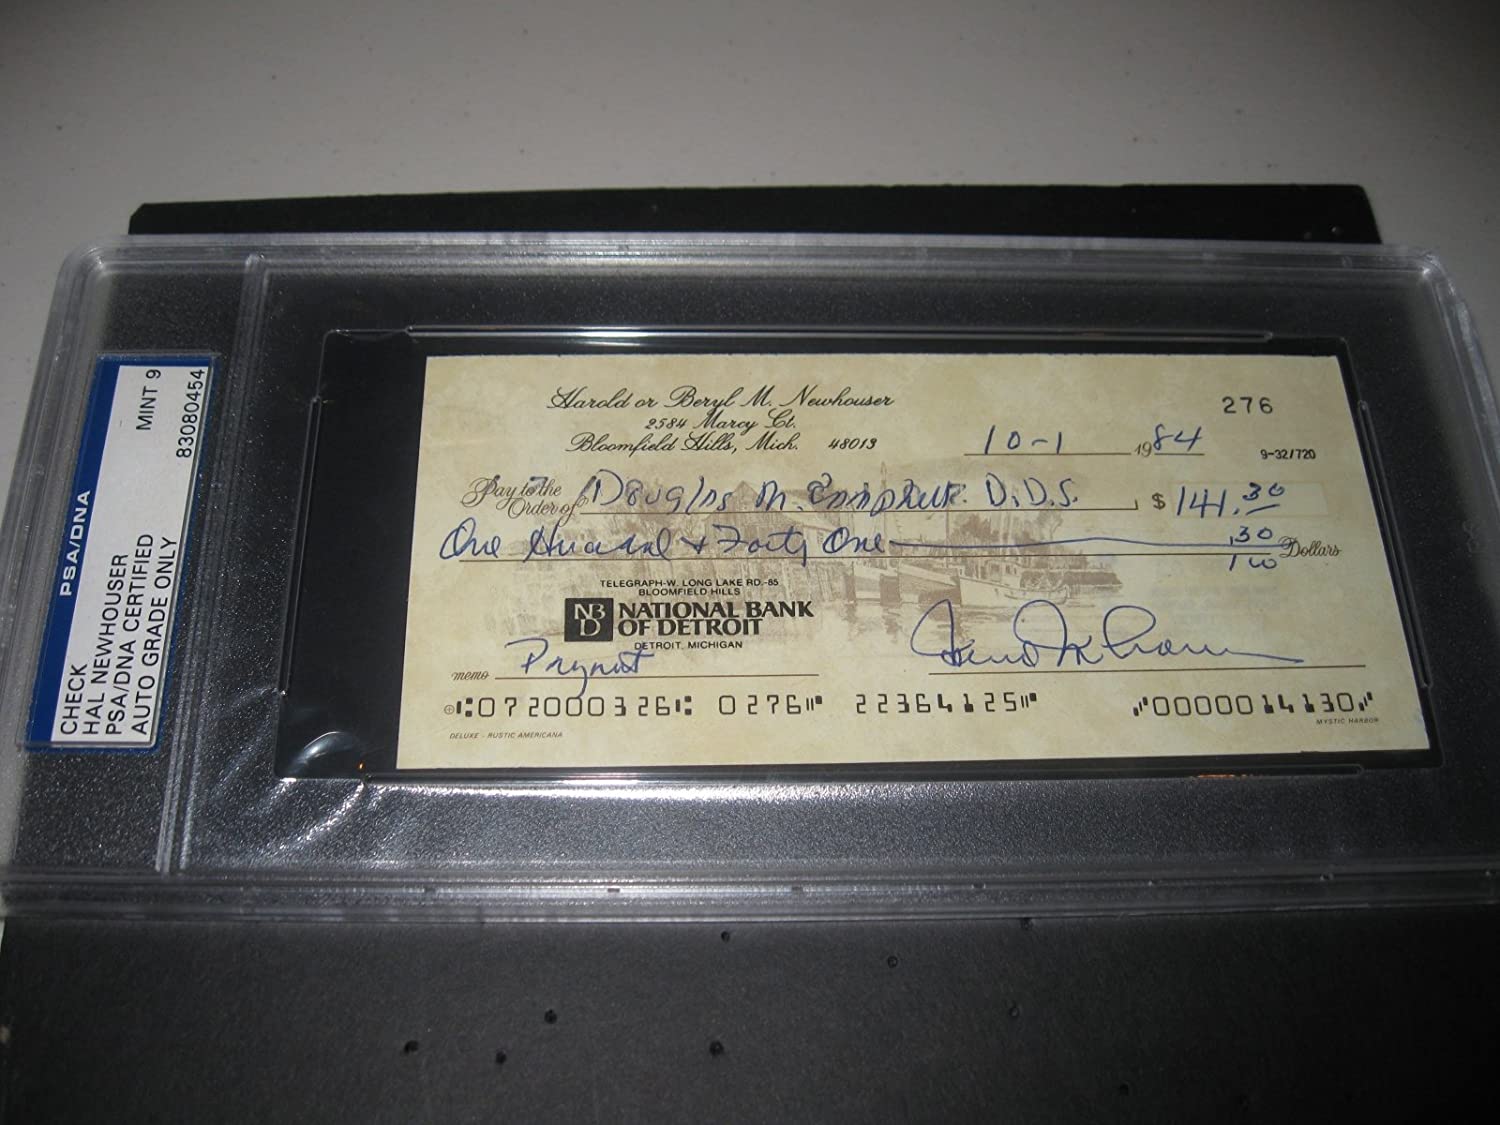 PSA/DNA
CHECK
HAL NEWHOUSER
PSA/DNA CERTIFIED
AUTO GRADE ONLY
MINT 9
83080454
Harold or Beryl M. Newhouser
2584 Marcy Ct.
Bloomfield Hills, Mich. 48013
276
10-1 1984
9-32/720
Pay to the
Order of Douglas M. Campbell D.D.S. $ 141.30
One Hundred + Forty One .30/100 Dollars
TELEGRAPH-W. LONG LAKE RD.-85
BLOOMFIELD HILLS
NBD NATIONAL BANK
OF DETROIT
DETROIT, MICHIGAN
memo
072000326 0276 22364125 0000014130
DELUXE - RUSTIC AMERICANA
MYSTIC HARBOR